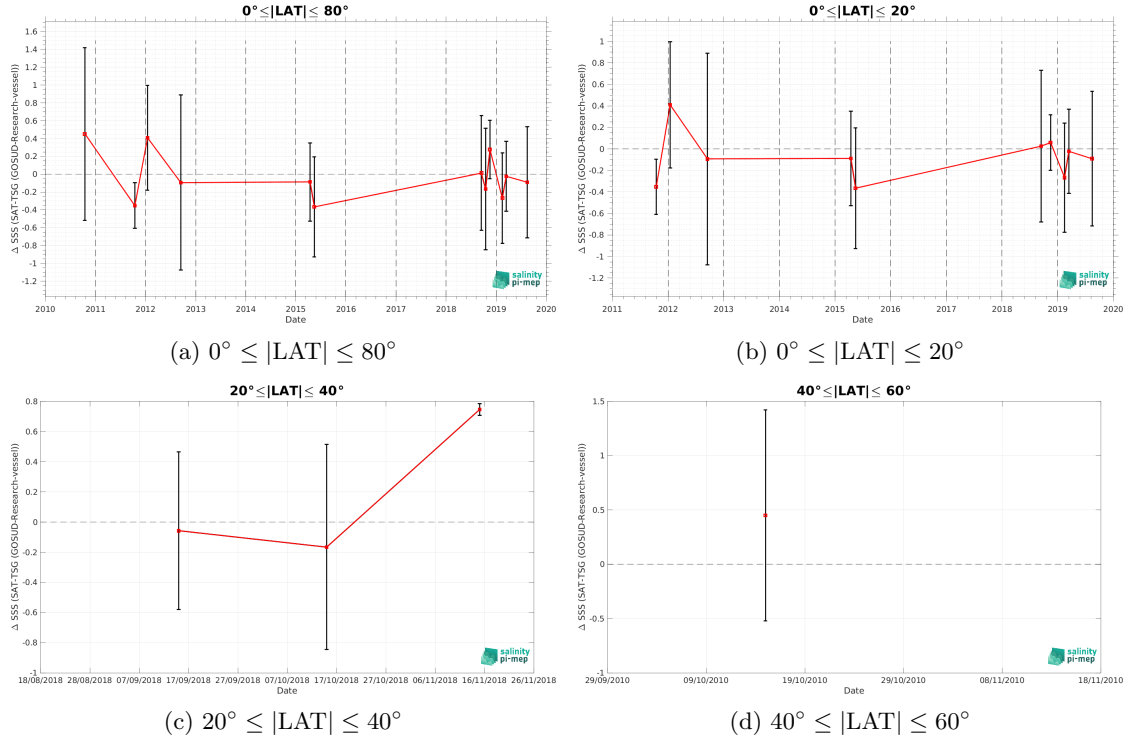 0°≤|LAT|≤ 80°
Δ SSS (SAT-TSG (GOSUD-Research-vessel))
1.6
1.4
1.2
1
0.8
0.6
0.4
0.2
0
-0.2
-0.4
-0.6
-0.8
-1
-1.2
2010 2011 2012 2013 2014 2015 2016 2017 2018 2019 2020
Date
salinity
pi-mep
(a) 0° ≤ |LAT| ≤ 80°
0°≤|LAT|≤ 20°
Δ SSS (SAT-TSG (GOSUD-Research-vessel))
1
0.8
0.6
0.4
0.2
0
-0.2
-0.4
-0.6
-0.8
-1
-1.2
2011 2012 2013 2014 2015 2016 2017 2018 2019 2020
Date
salinity
pi-mep
(b) 0° ≤ |LAT| ≤ 20°
20°≤|LAT|≤ 40°
Δ SSS (SAT-TSG (GOSUD-Research-vessel))
0.8
0.6
0.4
0.2
0
-0.2
-0.4
-0.6
-0.8
-1
18/08/2018 28/08/2018 07/09/2018 17/09/2018 27/09/2018 07/10/2018 17/10/2018 27/10/2018 06/11/2018 16/11/2018 26/11/2018
Date
salinity
pi-mep
(c) 20° ≤ |LAT| ≤ 40°
40°≤|LAT|≤ 60°
Δ SSS (SAT-TSG (GOSUD-Research-vessel))
1.5
1
0.5
0
-0.5
-1
29/09/2010 09/10/2010 19/10/2010 29/10/2010 08/11/2010 18/11/2010
Date
salinity
pi-mep
(d) 40° ≤ |LAT| ≤ 60°